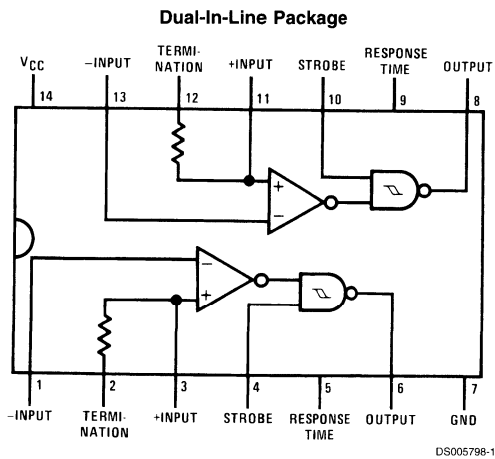 Dual-In-Line Package
VCC
–INPUT
TERMI-
NATION
+INPUT
STROBE
RESPONSE
TIME
OUTPUT
14
13
12
11
10
9
8
+
–
–
+
1
2
3
4
5
6
7
–INPUT
TERMI-
NATION
+INPUT
STROBE
RESPONSE
TIME
OUTPUT
GND
DS005798-1